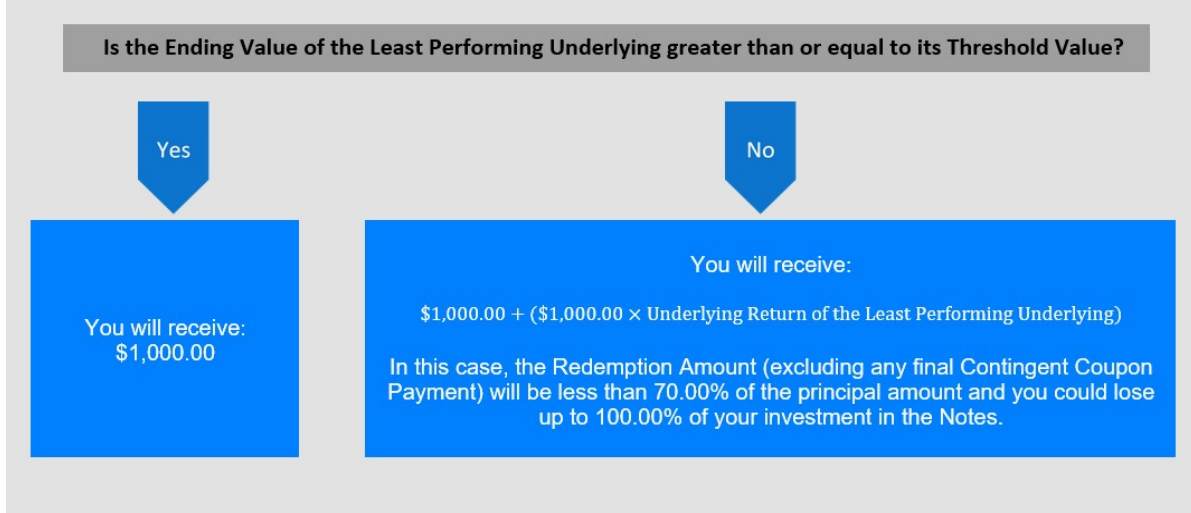 Is the Ending Value of the Least Performing Underlying greater than or equal to its Threshold Value?
Yes
No
You will receive:
$1,000.00
You will receive:
$1,000.00 + ($1,000.00 × Underlying Return of the Least Performing Underlying)
In this case, the Redemption Amount (excluding any final Contingent Coupon
Payment) will be less than 70.00% of the principal amount and you could lose
up to 100.00% of your investment in the Notes.